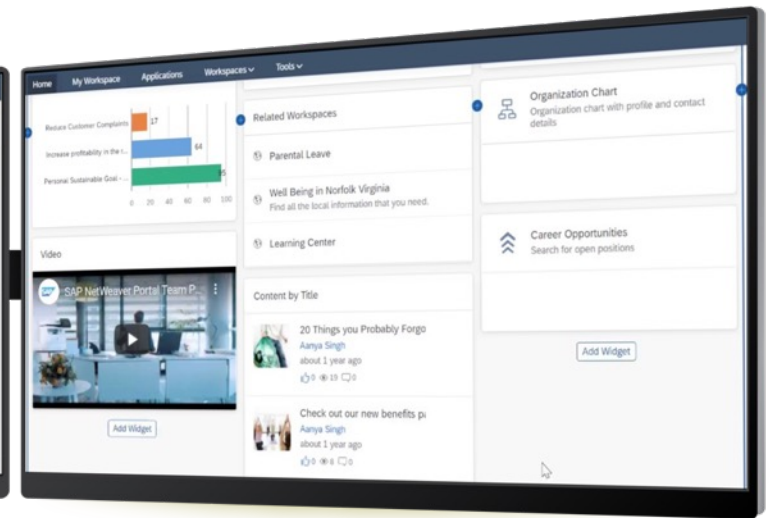 Home
My Workspace
Applications
Workspaces
Tools
Reduce Customer Complaints
17
Increase profitability in the c...
64
Personal Sustainable Goal - ...
95
0 20 40 60 80 100
Video
SAP
SAP NetWeaver Portal Team P...
Add Widget
Related Workspaces
Parental Leave
Well Being in Norfolk Virginia
Find all the local information that you need.
Learning Center
Content by Title
20 Things you Probably Forgo
Aanya Singh
about 1 year ago
0 19 0
Check out our new benefits pa
Aanya Singh
about 1 year ago
0 6 0
Organization Chart
Organization chart with profile and contact
details
Career Opportunities
Search for open positions
Add Widget